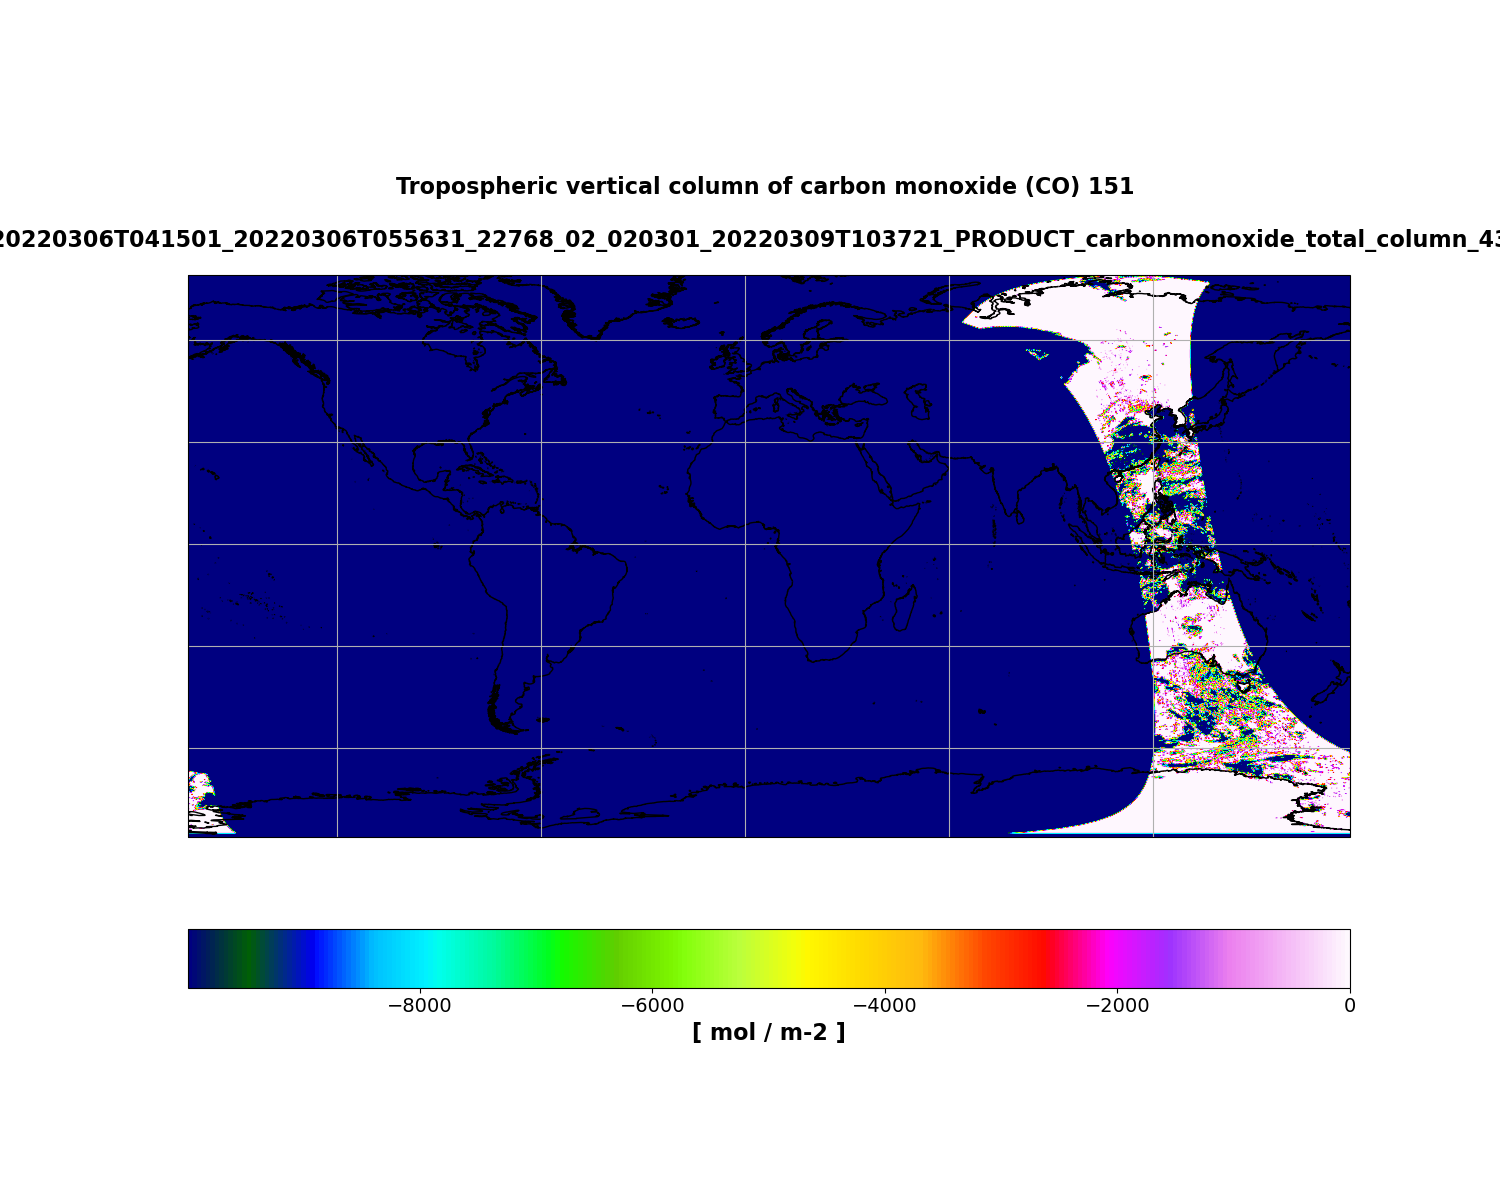 Tropospheric vertical column of carbon monoxide (CO) 151
20220306T041501_20220306T055631_22768_02_020301_20220309T103721_PRODUCT_carbonmonoxide_total_column_43
−8000 −6000 −4000 −2000 0
[ mol / m-2 ]